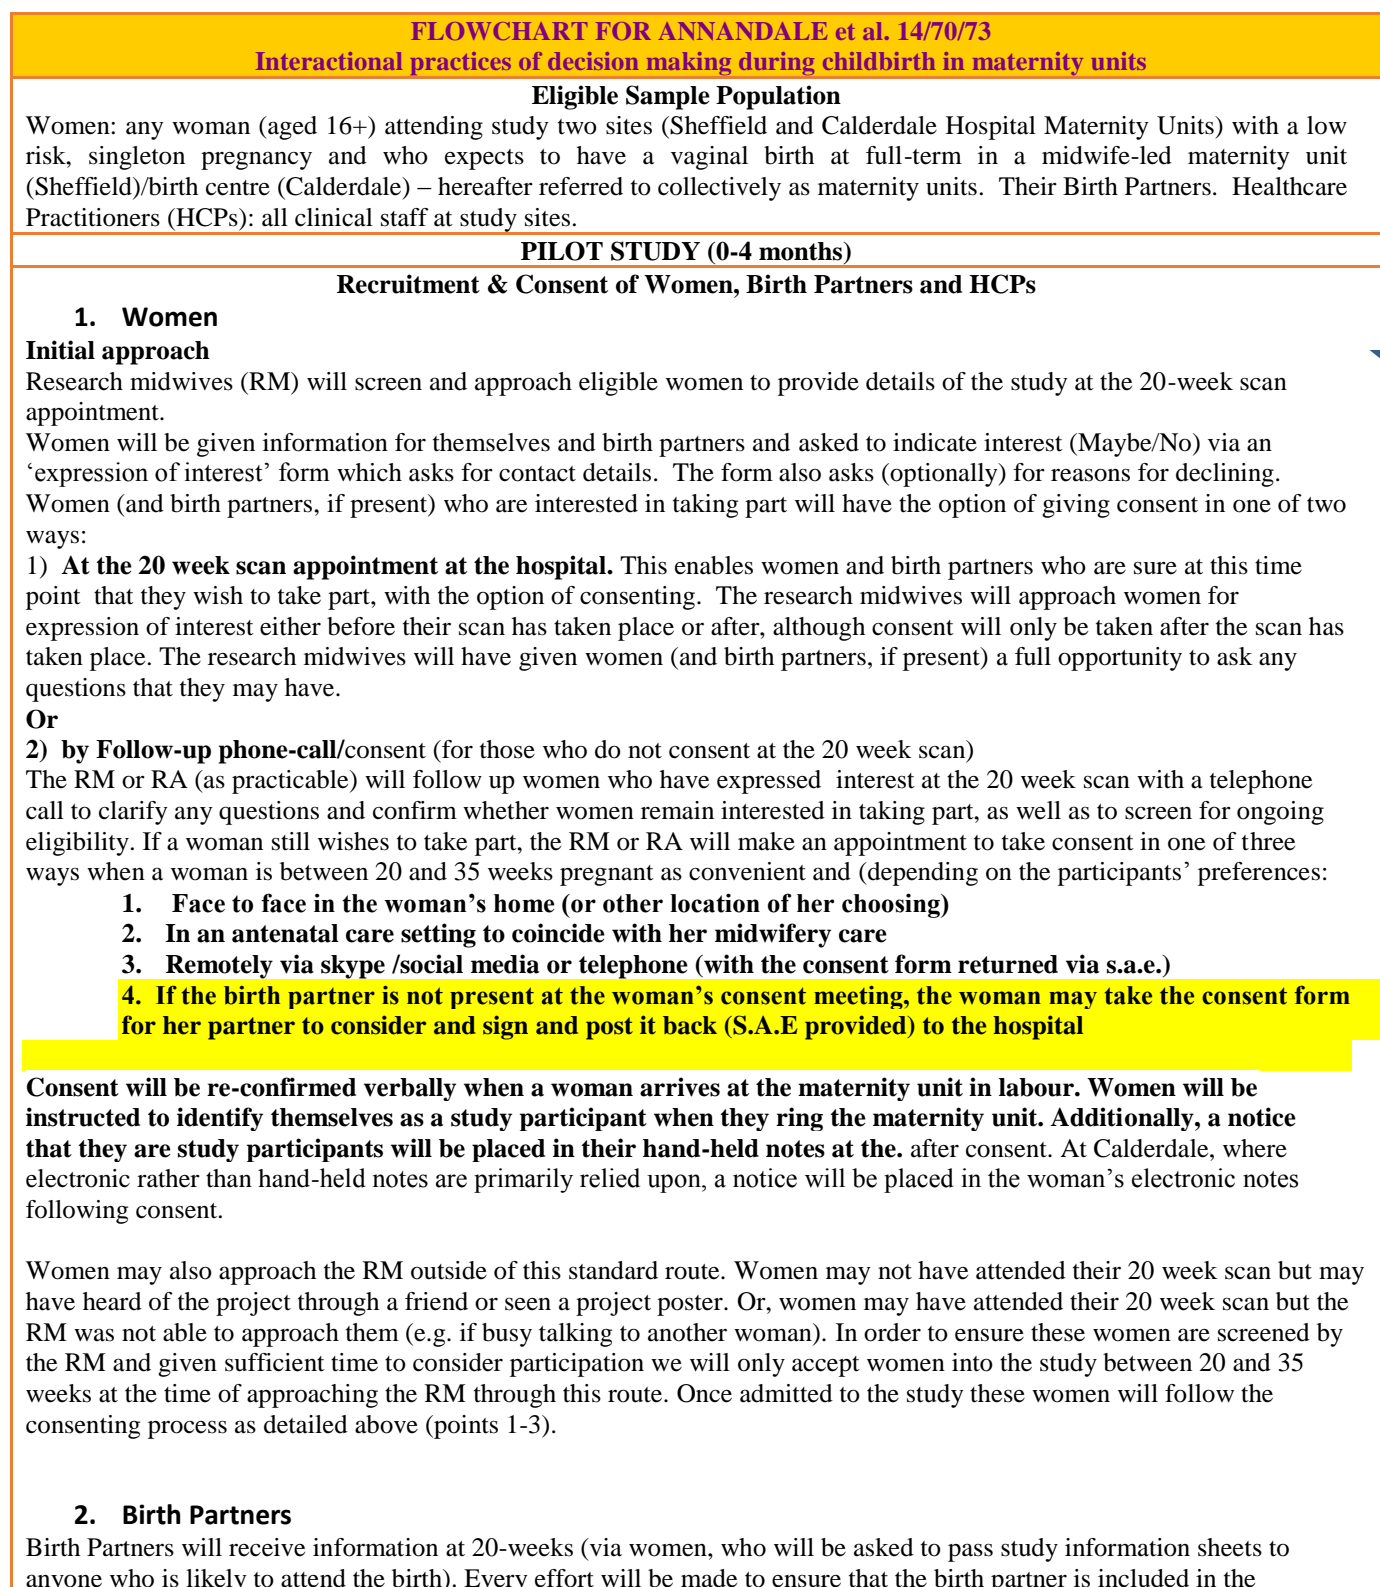 FLOWCHART FOR ANNANDALE et al. 14/70/73
Interactional practices of decision making during childbirth in maternity units
Eligible Sample Population
Women: any woman (aged 16+) attending study two sites (Sheffield and Calderdale Hospital Maternity Units) with a low
risk, singleton pregnancy and who expects to have a vaginal birth at full-term in a midwife-led maternity unit
(Sheffield)/birth centre (Calderdale) – hereafter referred to collectively as maternity units.  Their Birth Partners.  Healthcare
Practitioners (HCPs): all clinical staff at study sites.
PILOT STUDY (0-4 months)
Recruitment & Consent of Women, Birth Partners and HCPs
1. Women
Initial approach
Research midwives (RM) will screen and approach eligible women to provide details of the study at the 20-week scan
appointment.
Women will be given information for themselves and birth partners and asked to indicate interest (Maybe/No) via an
‘expression of interest’ form which asks for contact details.  The form also asks (optionally) for reasons for declining.
Women (and birth partners, if present) who are interested in taking part will have the option of giving consent in one of two
ways:
1) At the 20 week scan appointment at the hospital. This enables women and birth partners who are sure at this time
point  that they wish to take part, with the option of consenting.  The research midwives will approach women for
expression of interest either before their scan has taken place or after, although consent will only be taken after the scan has
taken place. The research midwives will have given women (and birth partners, if present) a full opportunity to ask any
questions that they may have.
Or
2) by Follow-up phone-call/consent (for those who do not consent at the 20 week scan)
The RM or RA (as practicable) will follow up women who have expressed  interest at the 20 week scan with a telephone
call to clarify any questions and confirm whether women remain interested in taking part, as well as to screen for ongoing
eligibility. If a woman still wishes to take part, the RM or RA will make an appointment to take consent in one of three
ways when a woman is between 20 and 35 weeks pregnant as convenient and (depending on the participants’ preferences:
1. Face to face in the woman’s home (or other location of her choosing)
2. In an antenatal care setting to coincide with her midwifery care
3. Remotely via skype /social media or telephone (with the consent form returned via s.a.e.)
4. If the birth partner is not present at the woman’s consent meeting, the woman may take the consent form
for her partner to consider and sign and post it back (S.A.E provided) to the hospital
Consent will be re-confirmed verbally when a woman arrives at the maternity unit in labour. Women will be
instructed to identify themselves as a study participant when they ring the maternity unit. Additionally, a notice
that they are study participants will be placed in their hand-held notes at the. after consent. At Calderdale, where
electronic rather than hand-held notes are primarily relied upon, a notice will be placed in the woman’s electronic notes
following consent.
Women may also approach the RM outside of this standard route. Women may not have attended their 20 week scan but may
have heard of the project through a friend or seen a project poster. Or, women may have attended their 20 week scan but the
RM was not able to approach them (e.g. if busy talking to another woman). In order to ensure these women are screened by
the RM and given sufficient time to consider participation we will only accept women into the study between 20 and 35
weeks at the time of approaching the RM through this route. Once admitted to the study these women will follow the
consenting process as detailed above (points 1-3).
2. Birth Partners
Birth Partners will receive information at 20-weeks (via women, who will be asked to pass study information sheets to
anyone who is likely to attend the birth). Every effort will be made to ensure that the birth partner is included in the